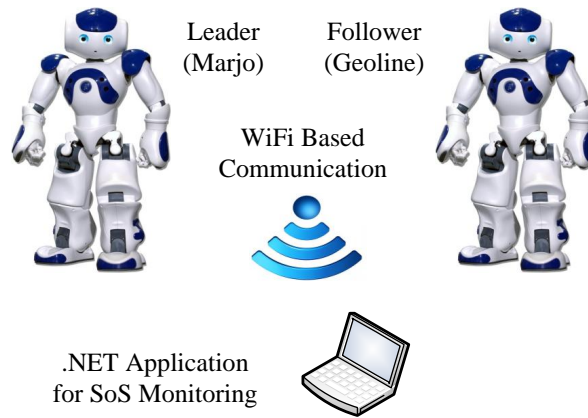 Leader
(Marjo)
Follower
(Geoline)
WiFi Based
Communication
.NET Application
for SoS Monitoring